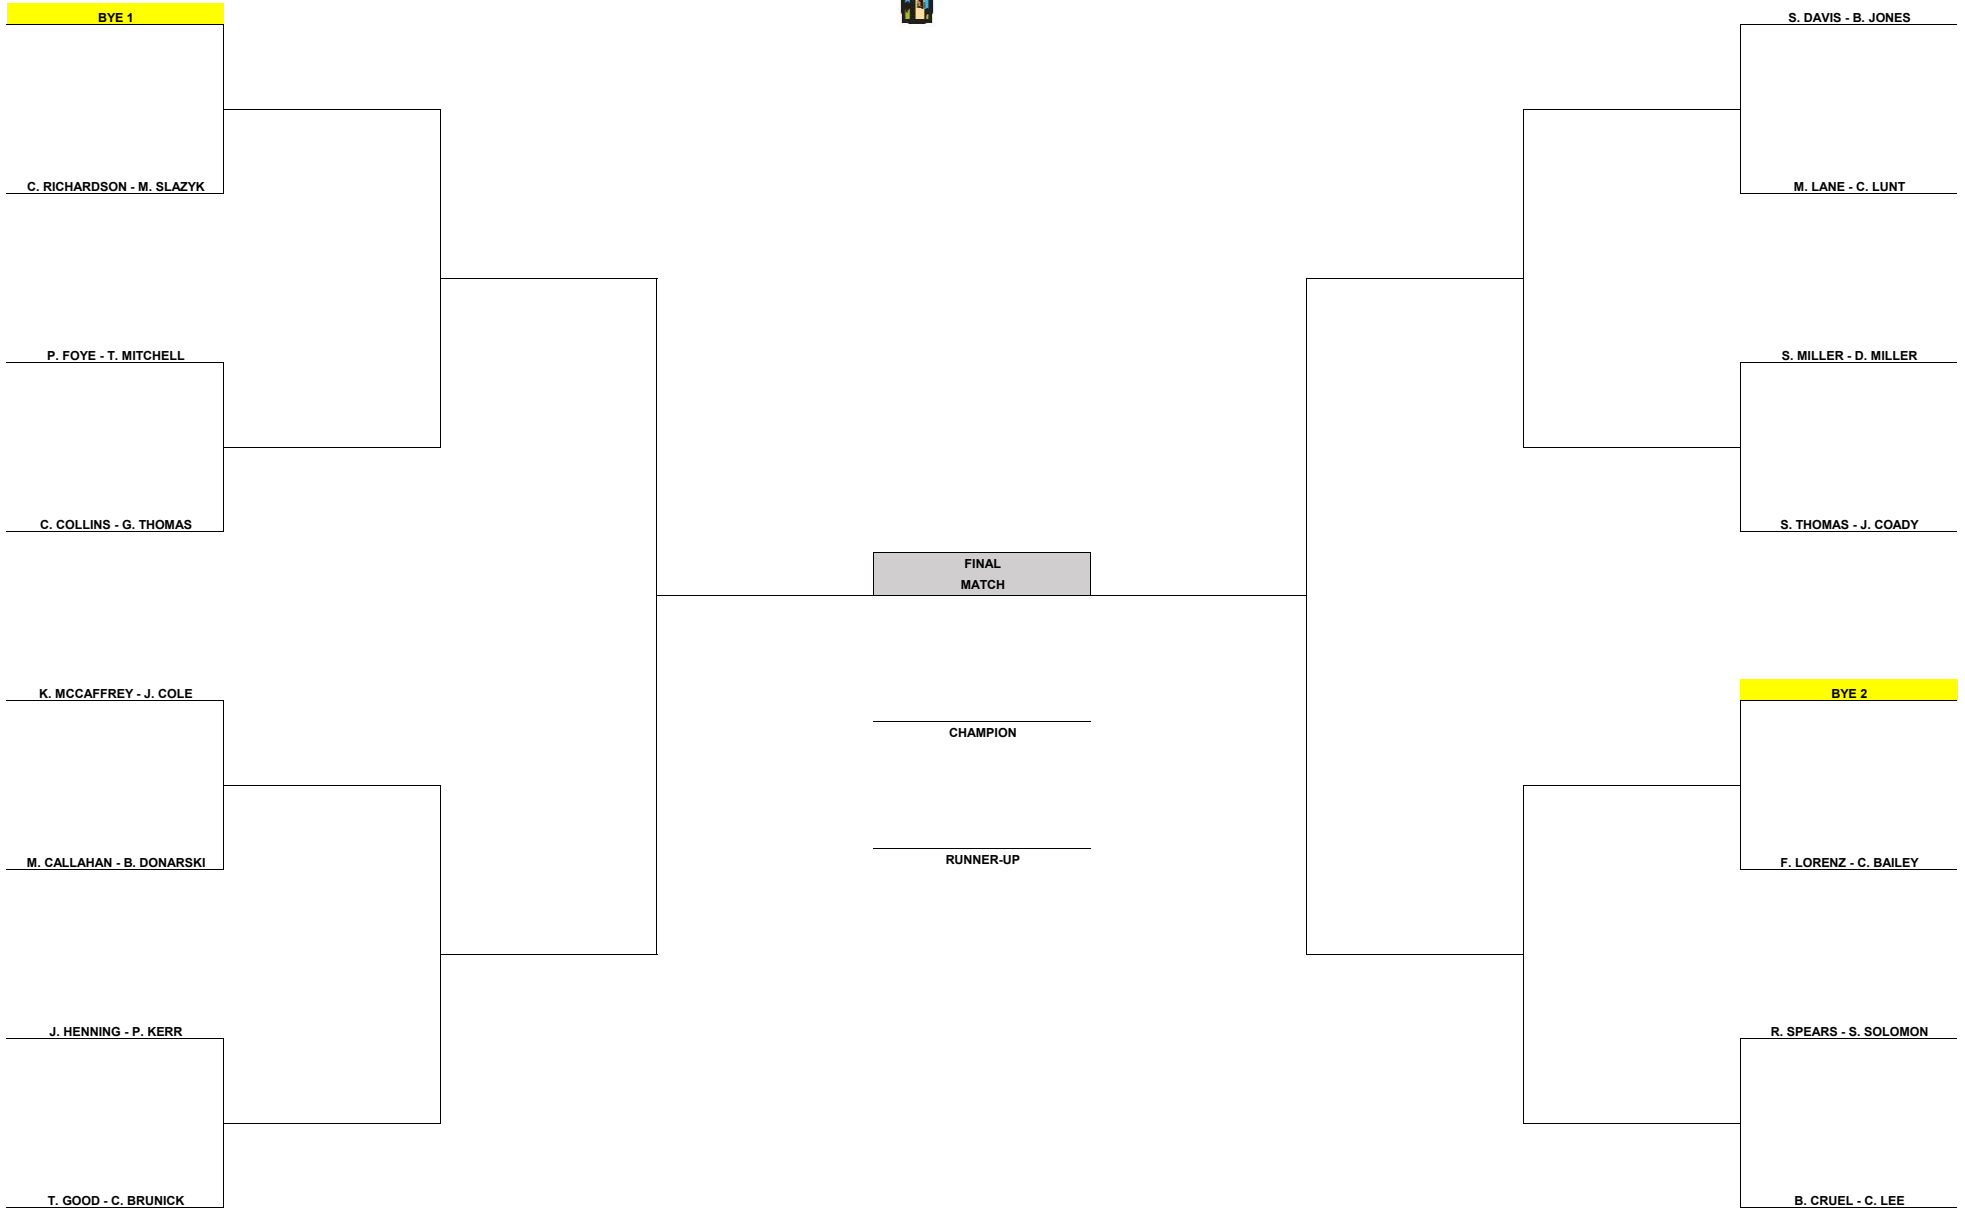 BYE 1
S. DAVIS - B. JONES
C. RICHARDSON - M. SLAZYK
M. LANE - C. LUNT
P. FOYE - T. MITCHELL
S. MILLER - D. MILLER
C. COLLINS - G. THOMAS
S. THOMAS - J. COADY
FINAL
MATCH
K. MCCAFFREY - J. COLE
BYE 2
CHAMPION
M. CALLAHAN - B. DONARSKI
RUNNER-UP
F. LORENZ - C. BAILEY
J. HENNING - P. KERR
R. SPEARS - S. SOLOMON
T. GOOD - C. BRUNICK
B. CRUEL - C. LEE